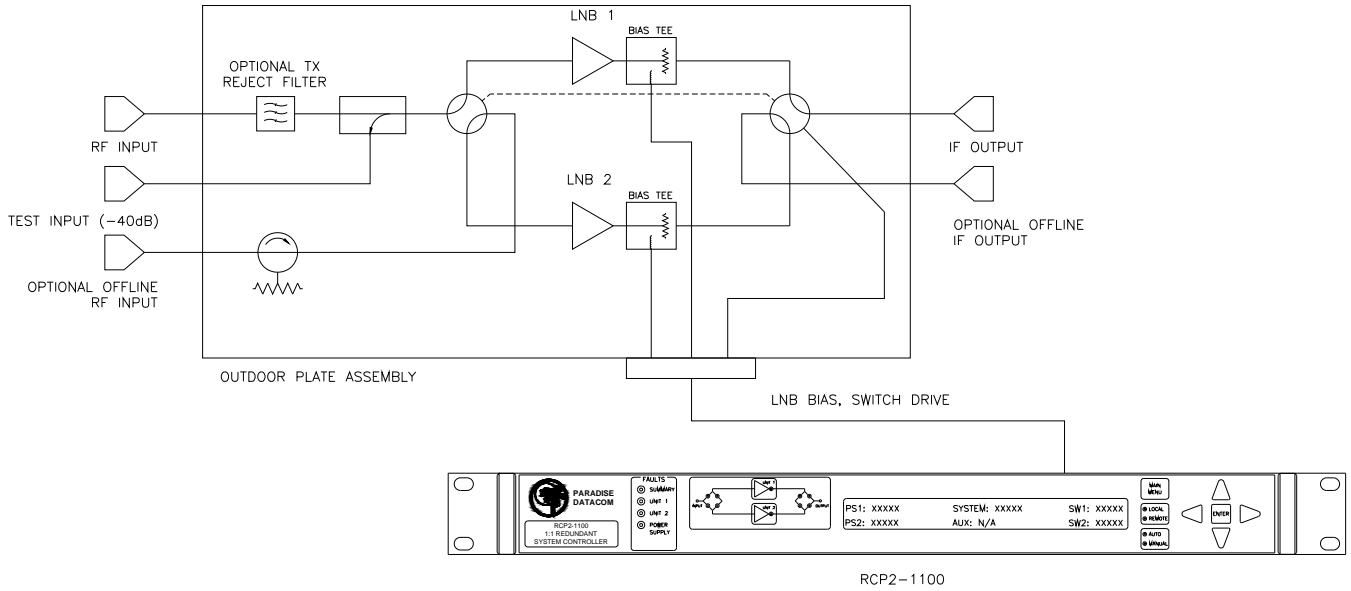 LNB 1
BIAS TEE
OPTIONAL TX
REJECT FILTER
RF INPUT
IF OUTPUT
LNB 2
BIAS TEE
TEST INPUT (-40dB)
OPTIONAL OFFLINE
IF OUTPUT
OPTIONAL OFFLINE
RF INPUT
OUTDOOR PLATE ASSEMBLY
LNB BIAS, SWITCH DRIVE
PARADISE
DATACOM
RCP2-1100
1:1 REDUNDANT
SYSTEM CONTROLLER
FAULTS
SUMMARY
UNIT 1
UNIT 2
POWER
SUPPLY
UNIT 1
INPUT
OUTPUT
UNIT 2
PS1: XXXXX SYSTEM: XXXXX SW1: XXXXX
PS2: XXXXX AUX: N/A SW2: XXXXX
MAIN
MENU
LOCAL
REMOTE
AUTO
MANUAL
ENTER
RCP2-1100